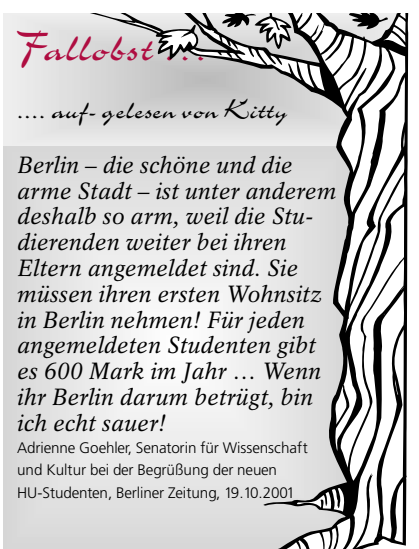 Fallobst ...
.... auf- gelesen von Kitty
Berlin – die schöne und die
arme Stadt – ist unter anderem
deshalb so arm, weil die Stu-
dierenden weiter bei ihren
Eltern angemeldet sind. Sie
müssen ihren ersten Wohnsitz
in Berlin nehmen! Für jeden
angemeldeten Studenten gibt
es 600 Mark im Jahr … Wenn
ihr Berlin darum betrügt, bin
ich echt sauer!
Adrienne Goehler, Senatorin für Wissenschaft
und Kultur bei der Begrüßung der neuen
HU-Studenten, Berliner Zeitung, 19.10.2001